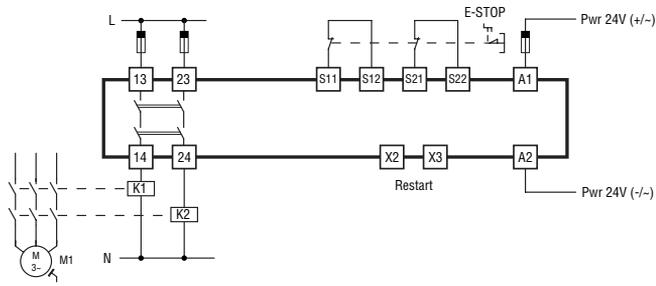 E-STOP
L
Pwr 24V (+/~)
13
23
S11
S12
S21
S22
A1
14
24
X2
X3
A2
Restart
K1
K2
Pwr 24V (-/~)
M
3~
M1
N